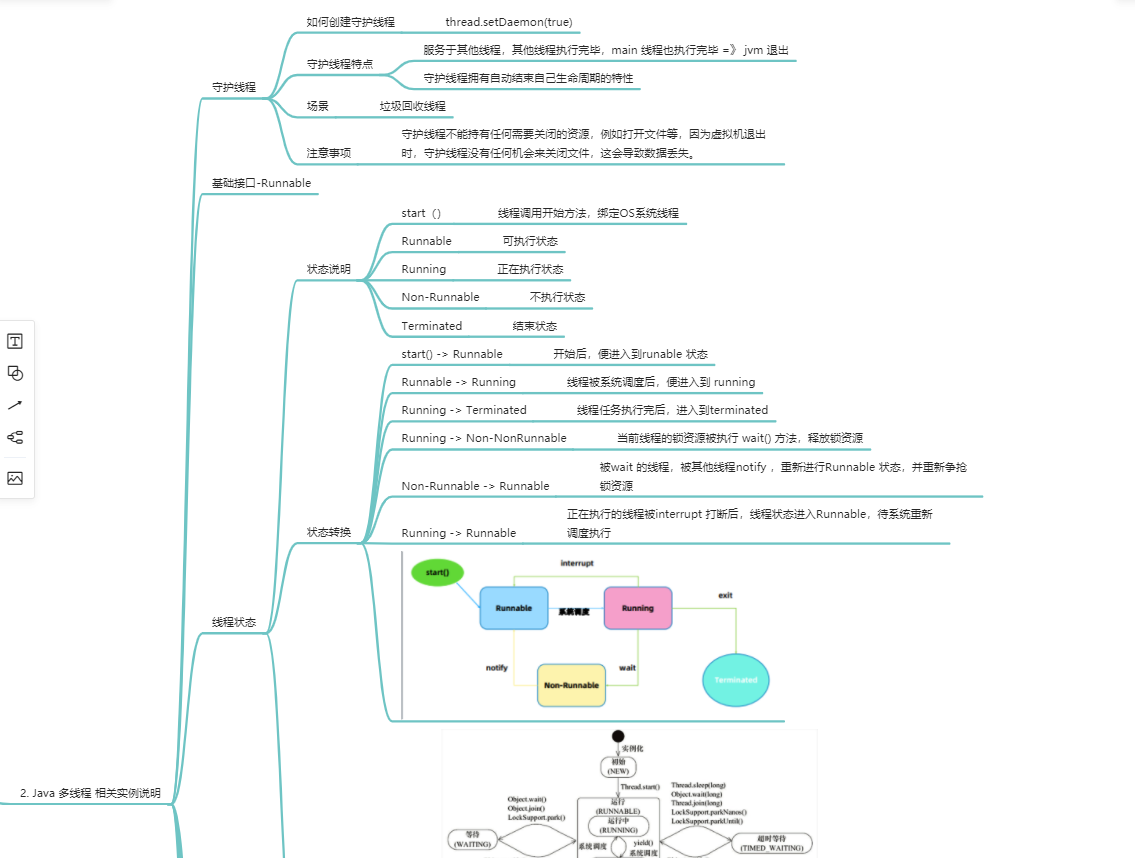 如何创建守护线程
thread.setDaemon(true)
守护线程特点
服务于其他线程，其他线程执行完毕，main 线程也执行完毕 =》 jvm 退出
守护线程拥有自动结束自己生命周期的特性
守护线程
场景
垃圾回收线程
注意事项
守护线程不能持有任何需要关闭的资源，例如打开文件等，因为虚拟机退出
时，守护线程没有任何机会来关闭文件，这会导致数据丢失。
基础接口-Runnable
状态说明
start（）
线程调用开始方法，绑定OS系统线程
Runnable
可执行状态
Running
正在执行状态
Non-Runnable
不执行状态
Terminated
结束状态
状态转换
start() -> Runnable
开始后，便进入到runable 状态
Runnable -> Running
线程被系统调度后，便进入到 running
Running -> Terminated
线程任务执行完后，进入到terminated
Running -> Non-NonRunnable
当前线程的锁资源被执行 wait() 方法，释放锁资源
Non-Runnable -> Runnable
被wait 的线程，被其他线程notify ，重新进行Runnable 状态，并重新争抢
锁资源
Running -> Runnable
正在执行的线程被interrupt 打断后，线程状态进入Runnable，待系统重新
调度执行
线程状态
start()
interrupt
Runnable
系统调度
Running
exit
notify
wait
Non-Runnable
Terminated
2. Java 多线程 相关实例说明
实例化
初始
(NEW)
Thread.start()
Object.wait()
Object.join()
LockSupport.park()
运行
(RUNNABLE)
运行中
(RUNNING)
Thread.sleep(long)
Object.wait(long)
Thread.join(long)
LockSupport.parkNanos()
LockSupport.parkUntil()
等待
(WAITING)
系统调度
yield()
系统调度
超时等待
(TIMED_WAITING)